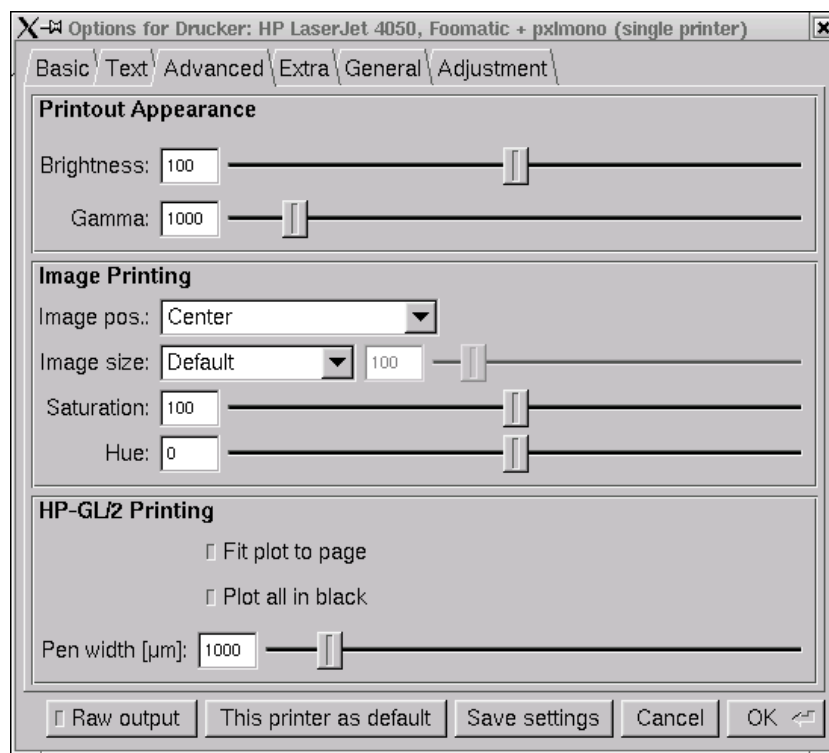 Options for Drucker: HP LaserJet 4050, Foomatic + pxlmono (single printer)
Basic Text Advanced Extra General Adjustment
Printout Appearance
Brightness: 100
Gamma: 1000
Image Printing
Image pos.: Center
Image size: Default 100
Saturation: 100
Hue: 0
HP-GL/2 Printing
Fit plot to page
Plot all in black
Pen width [µm]: 1000
Raw output This printer as default Save settings Cancel OK